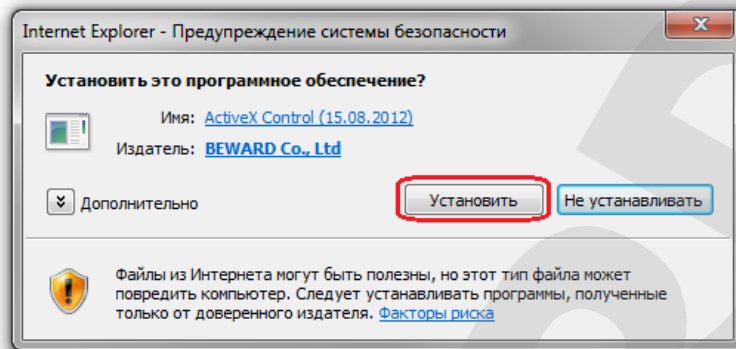 Internet Explorer - Предупреждение системы безопасности
Установить это программное обеспечение?
Имя: ActiveX Control (15.08.2012)
Издатель: BEWARD Co., Ltd
Дополнительно
Установить
Не устанавливать
Файлы из Интернета могут быть полезны, но этот тип файла может
повредить компьютер. Следует устанавливать программы, полученные
только от доверенного издателя. Факторы риска